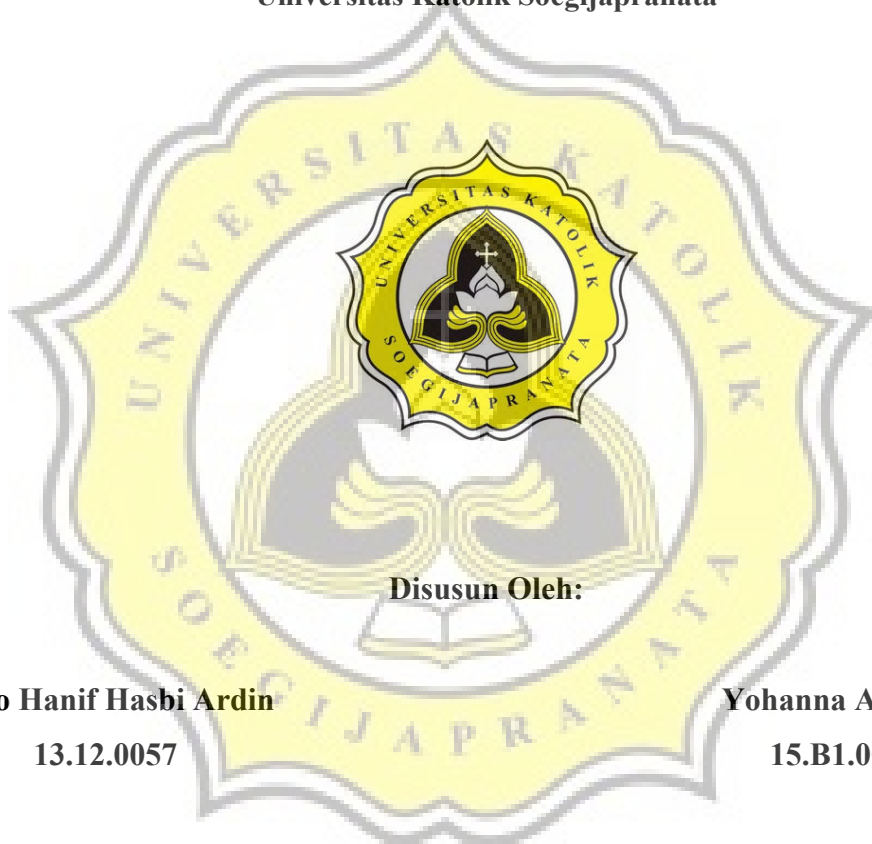 Universitas Katolik Soegijapranata
UNIVERSITAS KATOLIK
SOEGIJAPRANATA
UNIVERSITAS KATOLIK
SOEGIJAPRANATA
Disusun Oleh:
o Hanif Hasbi Ardin
Yohanna A
13.12.0057
15.B1.0